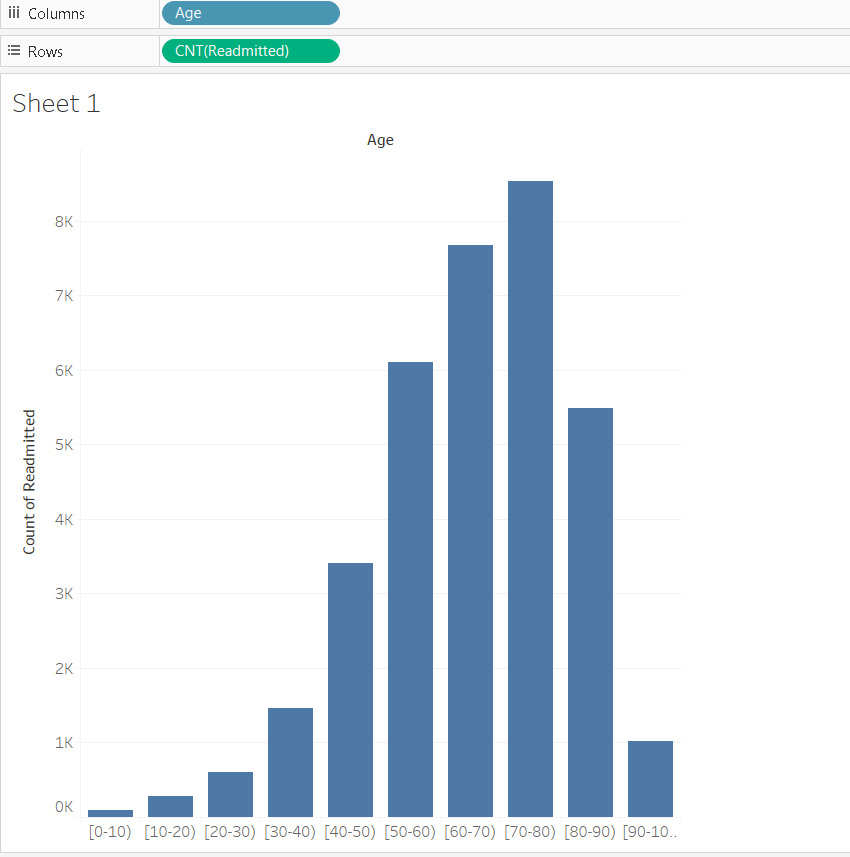 Columns Age
Rows CNT(Readmitted)
Sheet 1
Age
8K
7K
6K
5K
4K
3K
2K
1K
0K
Count of Readmitted
[0-10) [10-20) [20-30) [30-40) [40-50) [50-60) [60-70) [70-80) [80-90) [90-10..